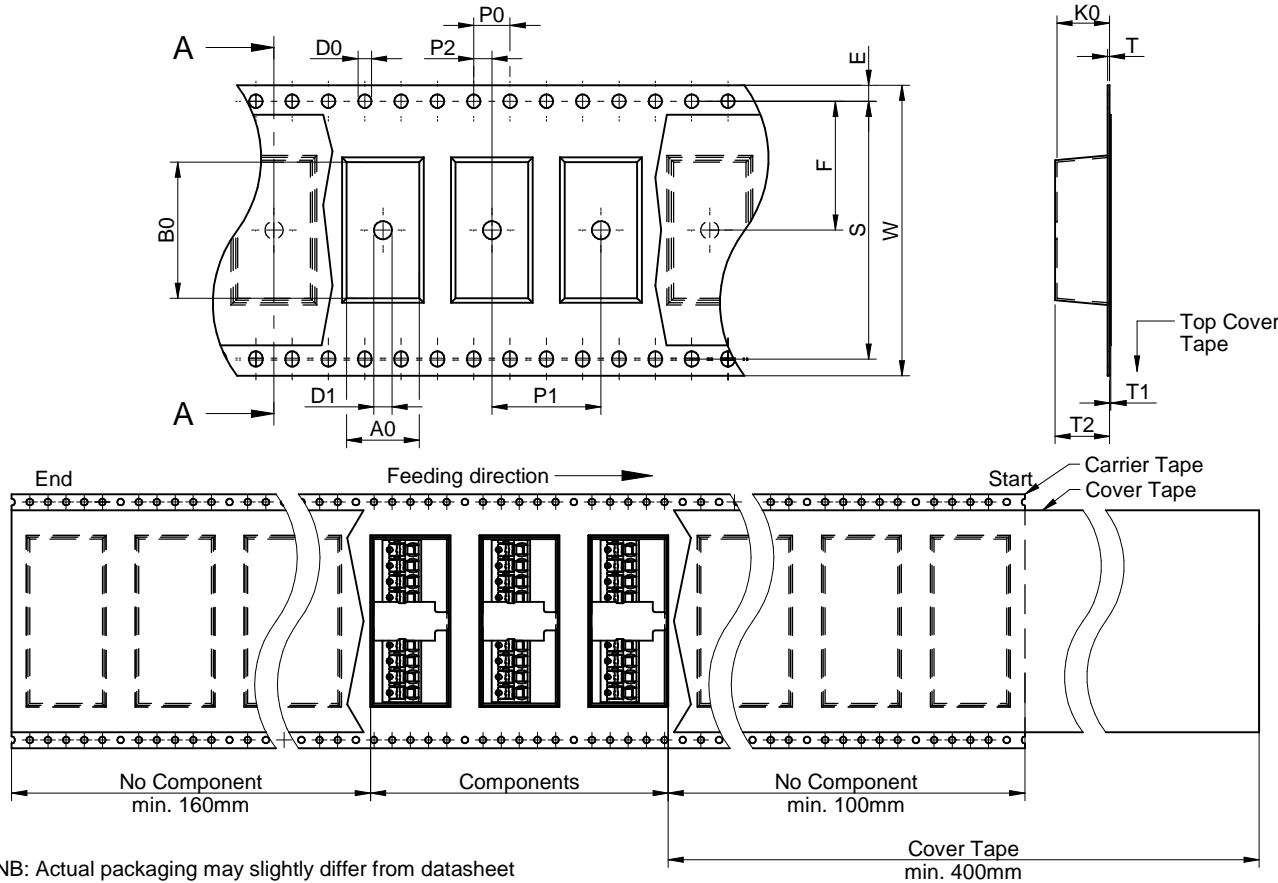 A
D0
P2
P0
E
K0
T
B0
F
S
W
Top Cover
Tape
A
D1
A0
P1
T1
T2
End
Feeding direction
Start
Carrier Tape
Cover Tape
No Component
min. 160mm
Components
No Component
min. 100mm
Cover Tape
min. 400mm
NB: Actual packaging may slightly differ from datasheet